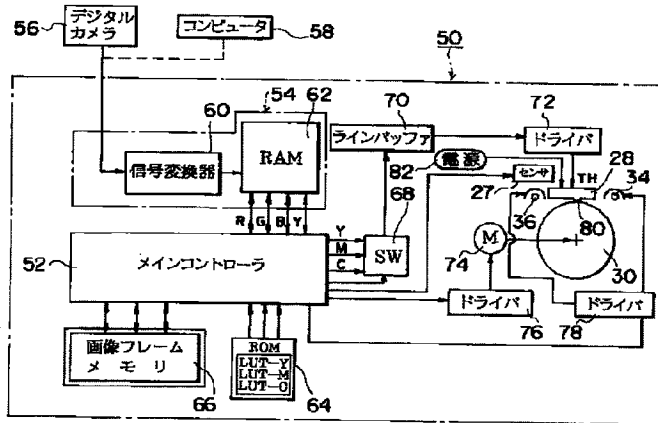 デジタル
カメラ
56
コンピュータ
58
50
60
54
62
70
72
ラインバッファ
ドライバ
信号変換器
RAM
82
電源
センサ
27
TH
28
34
36
80
68
R G B Y
52
メインコントローラ
Y
M
C
SW
74
M
30
ドライバ
76
ドライバ
78
画像フレーム
メモリ
66
ROM
LUT-Y
LUT-M
LUT-C
64